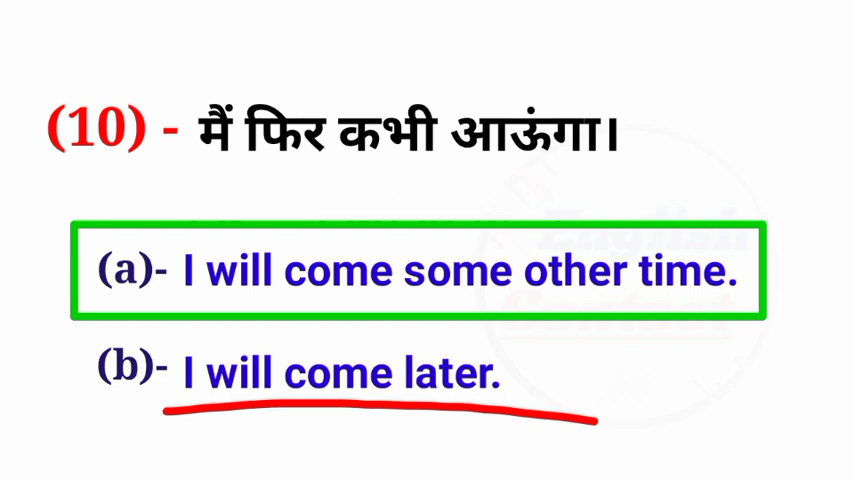 (10) - मैं फिर कभी आऊंगा।
(a)- I will come some other time.
(b)- I will come later.